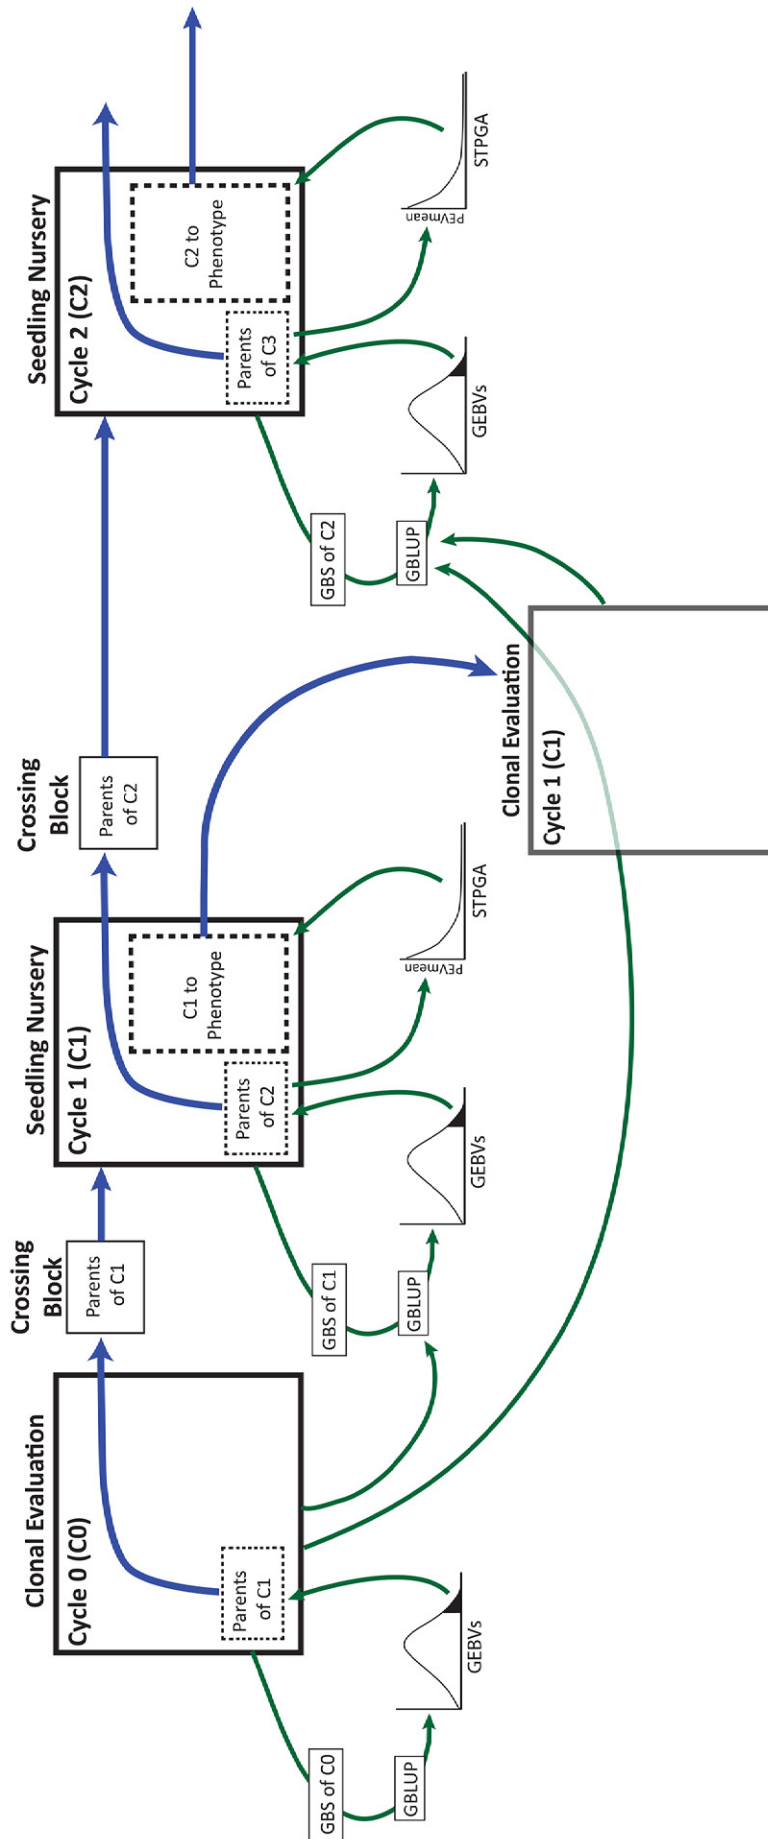 Clonal Evaluation
Cycle 0 (C0)
Parents
of C1
GBS of C0
GBLUP
GEBVs
Crossing
Block
Parents
of C1
Seedling Nursery
Cycle 1 (C1)
Parents
of C2
C1 to
Phenotype
GBS of C1
GBLUP
GEBVs
PEVmean
STPGA
Crossing
Block
Parents
of C2
Clonal Evaluation
Cycle 1 (C1)
Seedling Nursery
Cycle 2 (C2)
Parents
of C3
C2 to
Phenotype
GBS of C2
GBLUP
GEBVs
PEVmean
STPGA